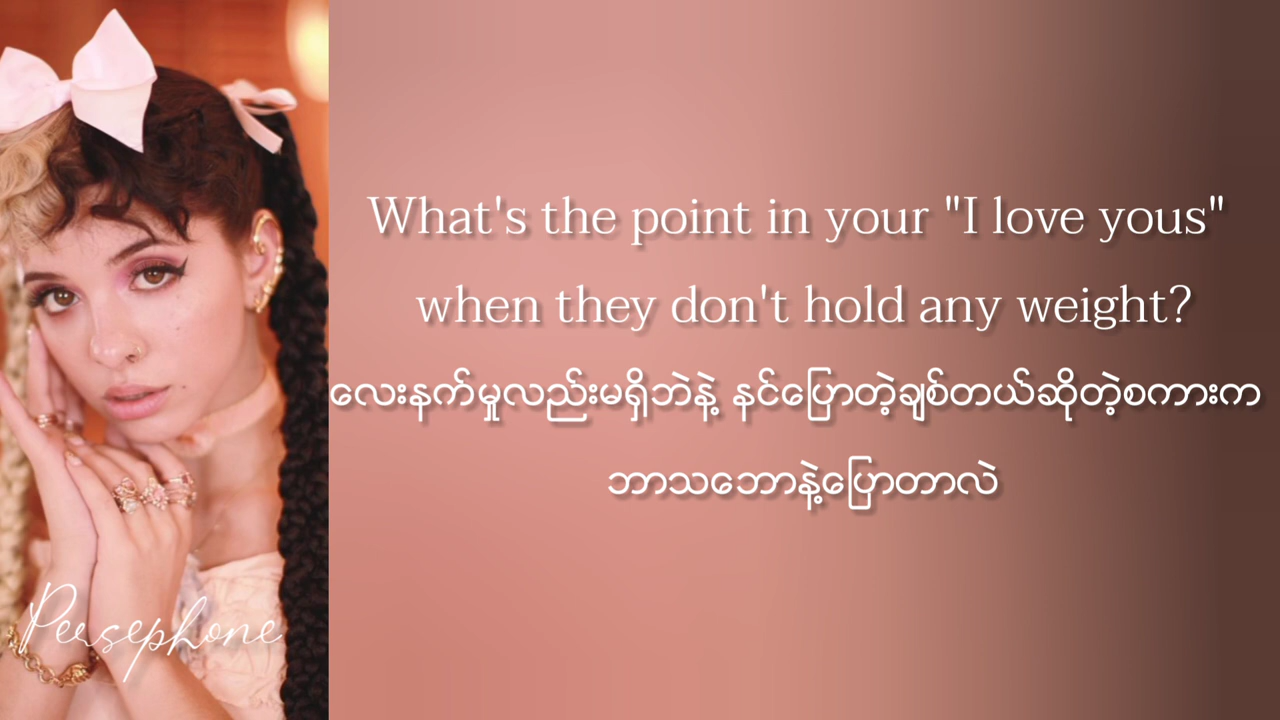 What's the point in your "I love yous"
when they don't hold any weight?
လေးနက်မှုလည်းမရှိဘဲနဲ့ နင်ပြောတဲ့ချစ်တယ်ဆိုတဲ့စကားက
ဘာသဘောနဲ့ပြောတာလဲ
Persephone